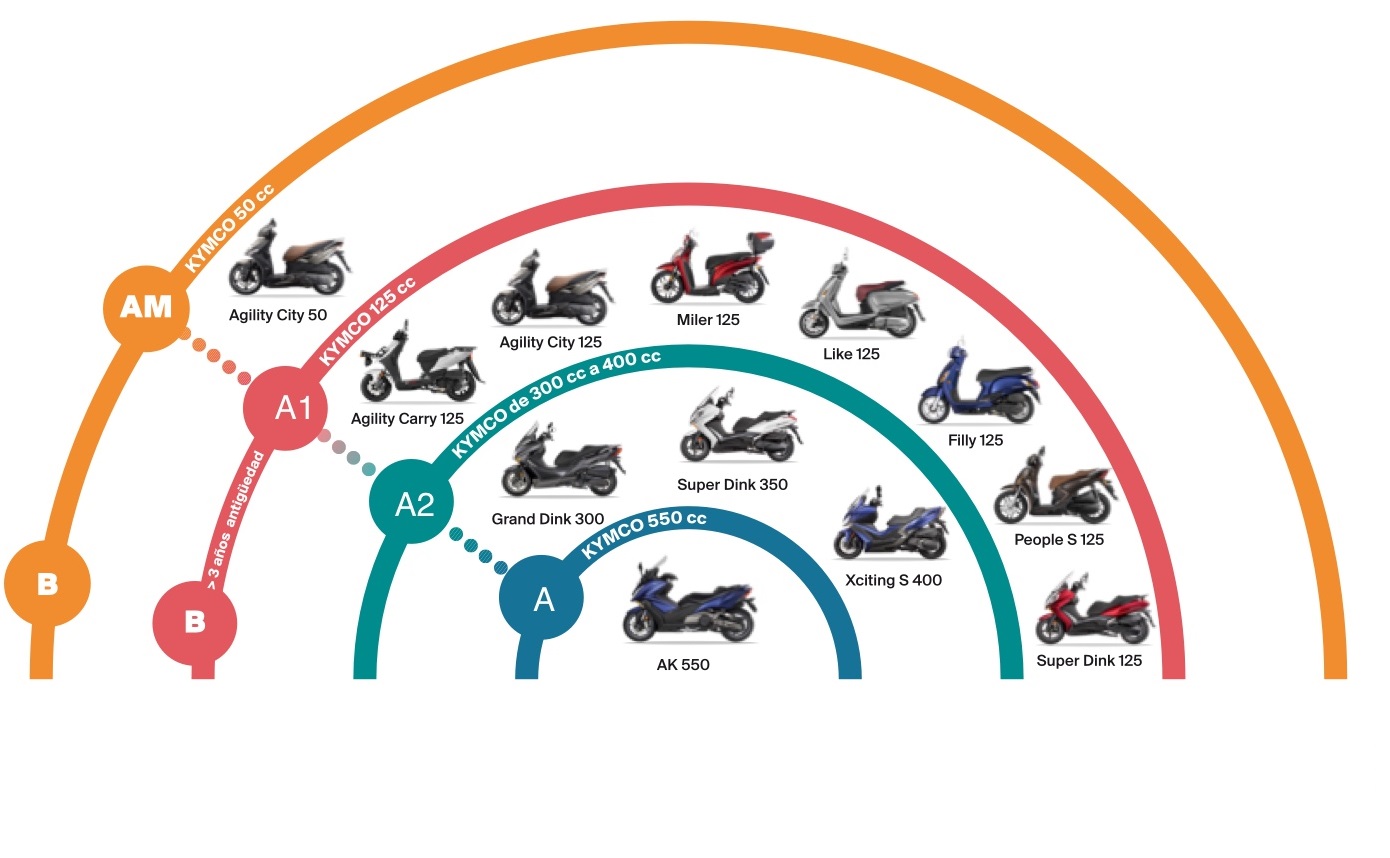 KYMCO 50 cc
AM
Agility City 50
KYMCO 125 cc
A1
Agility Carry 125
Agility City 125
Miler 125
Like 125
Filly 125
People S 125
Super Dink 125
KYMCO de 300 cc a 400 cc
A2
Grand Dink 300
Super Dink 350
Xciting S 400
KYMCO 550 cc
A
AK 550
B
> 3 años antigüedad
B